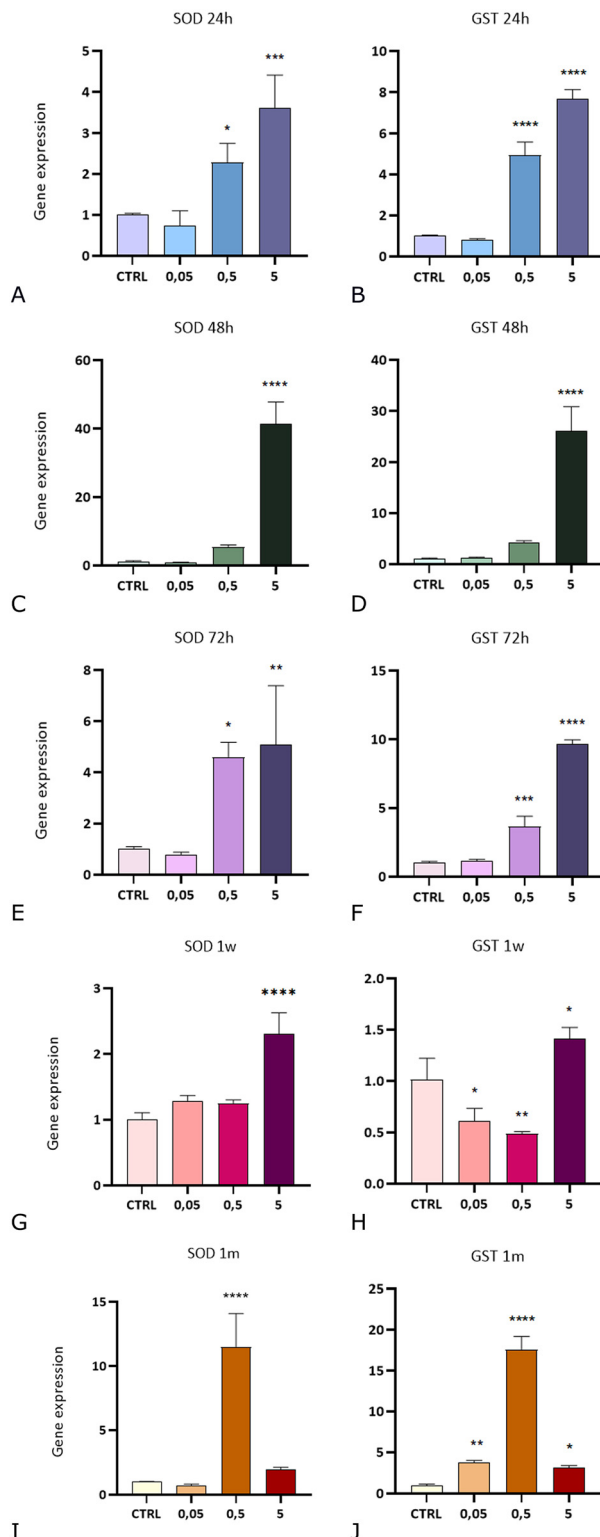 SOD 24h
***
*
Gene expression
5
4
3
2
1
0
CTRL 0,05 0,5 5
A
GST 24h
****
****
10
8
6
4
2
0
CTRL 0,05 0,5 5
B
SOD 48h
****
Gene expression
60
40
20
0
CTRL 0,05 0,5 5
C
GST 48h
****
40
30
20
10
0
CTRL 0,05 0,5 5
D
SOD 72h
**
*
Gene expression
8
6
4
2
0
CTRL 0,05 0,5 5
E
GST 72h
****
***
15
10
5
0
CTRL 0,05 0,5 5
F
SOD 1w
****
Gene expression
3
2
1
0
CTRL 0,05 0,5 5
G
GST 1w
*
*
**
2.0
1.5
1.0
0.5
0.0
CTRL 0,05 0,5 5
H
SOD 1m
****
Gene expression
15
10
5
0
CTRL 0,05 0,5 5
I
GST 1m
****
**
*
25
20
15
10
5
0
CTRL 0,05 0,5 5
J